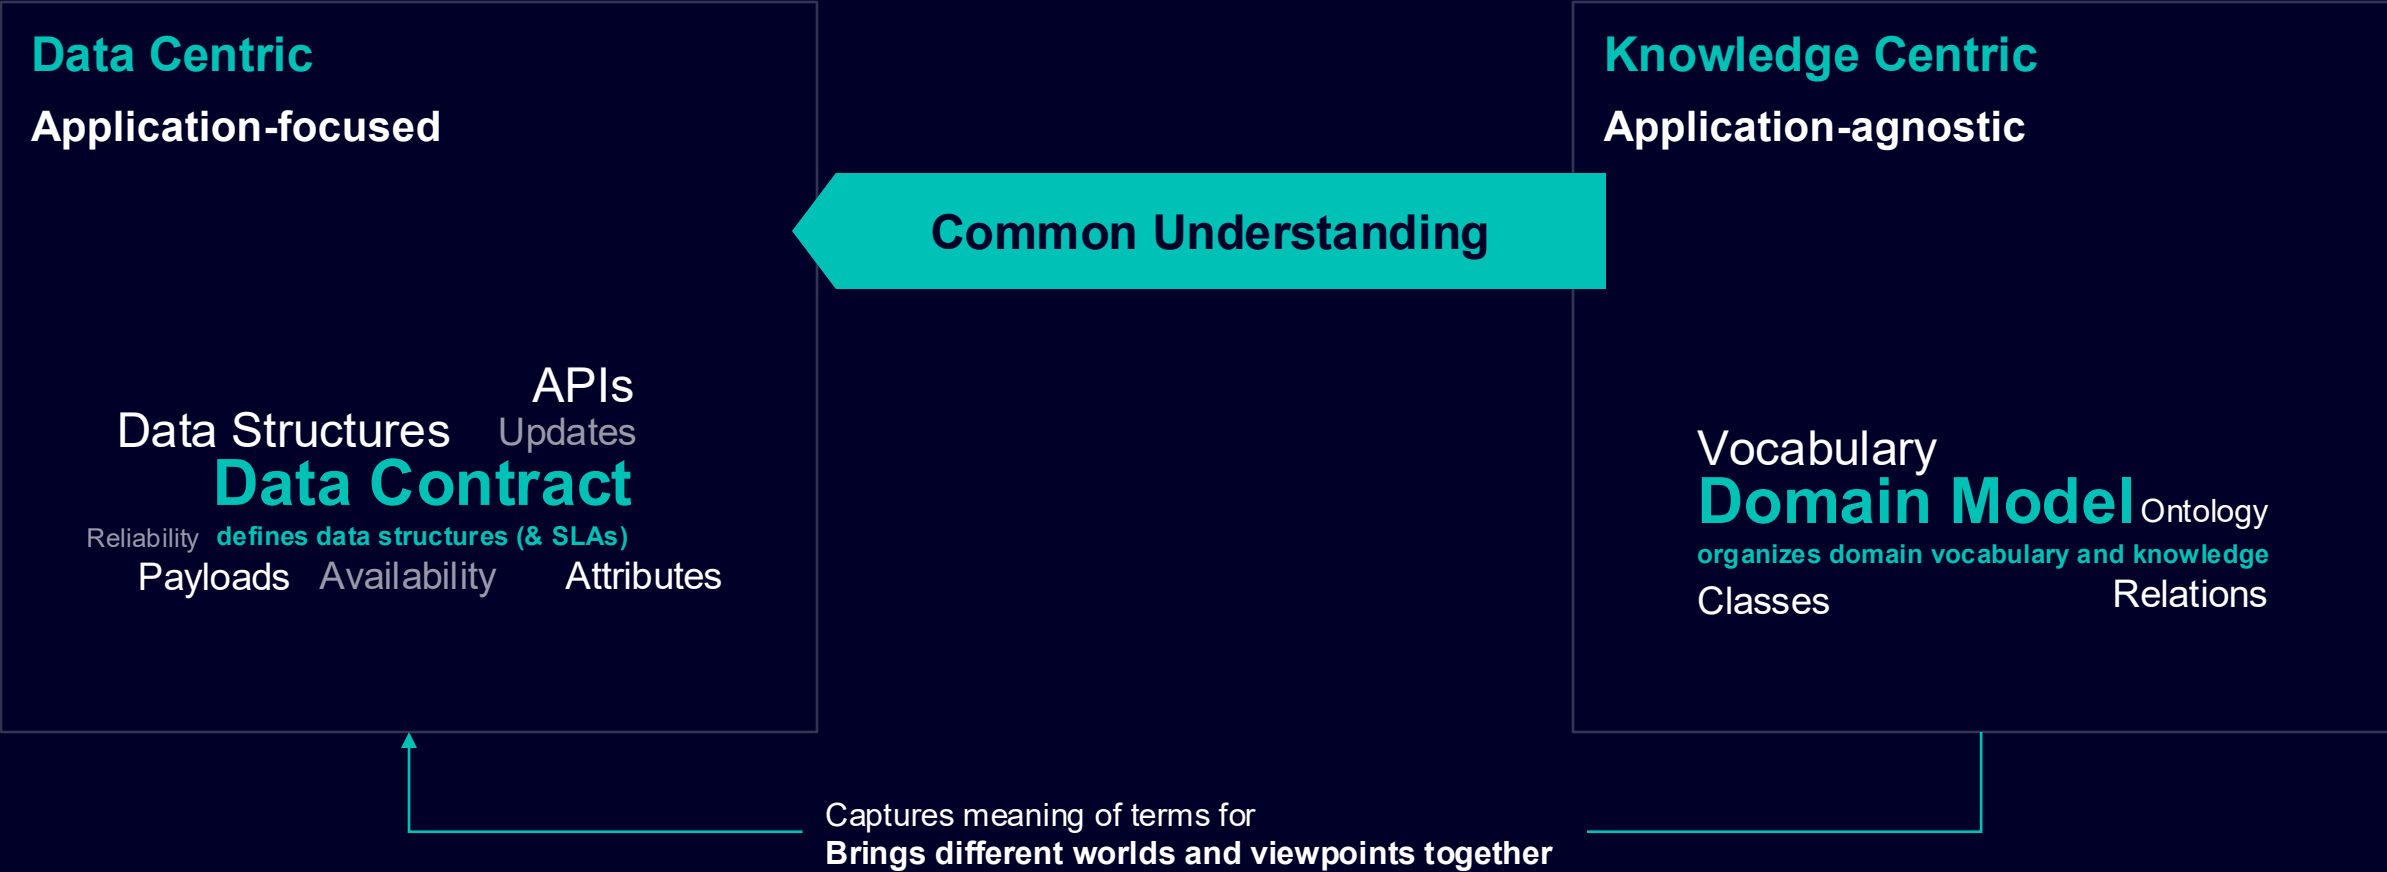 Data Centric
Application-focused
APIs
Data Structures
Updates
Data Contract
Reliability
defines data structures (& SLAs)
Payloads
Availability
Attributes
Common Understanding
Knowledge Centric
Application-agnostic
Vocabulary
Domain Model
Ontology
organizes domain vocabulary and knowledge
Classes
Relations
Captures meaning of terms for
Brings different worlds and viewpoints together